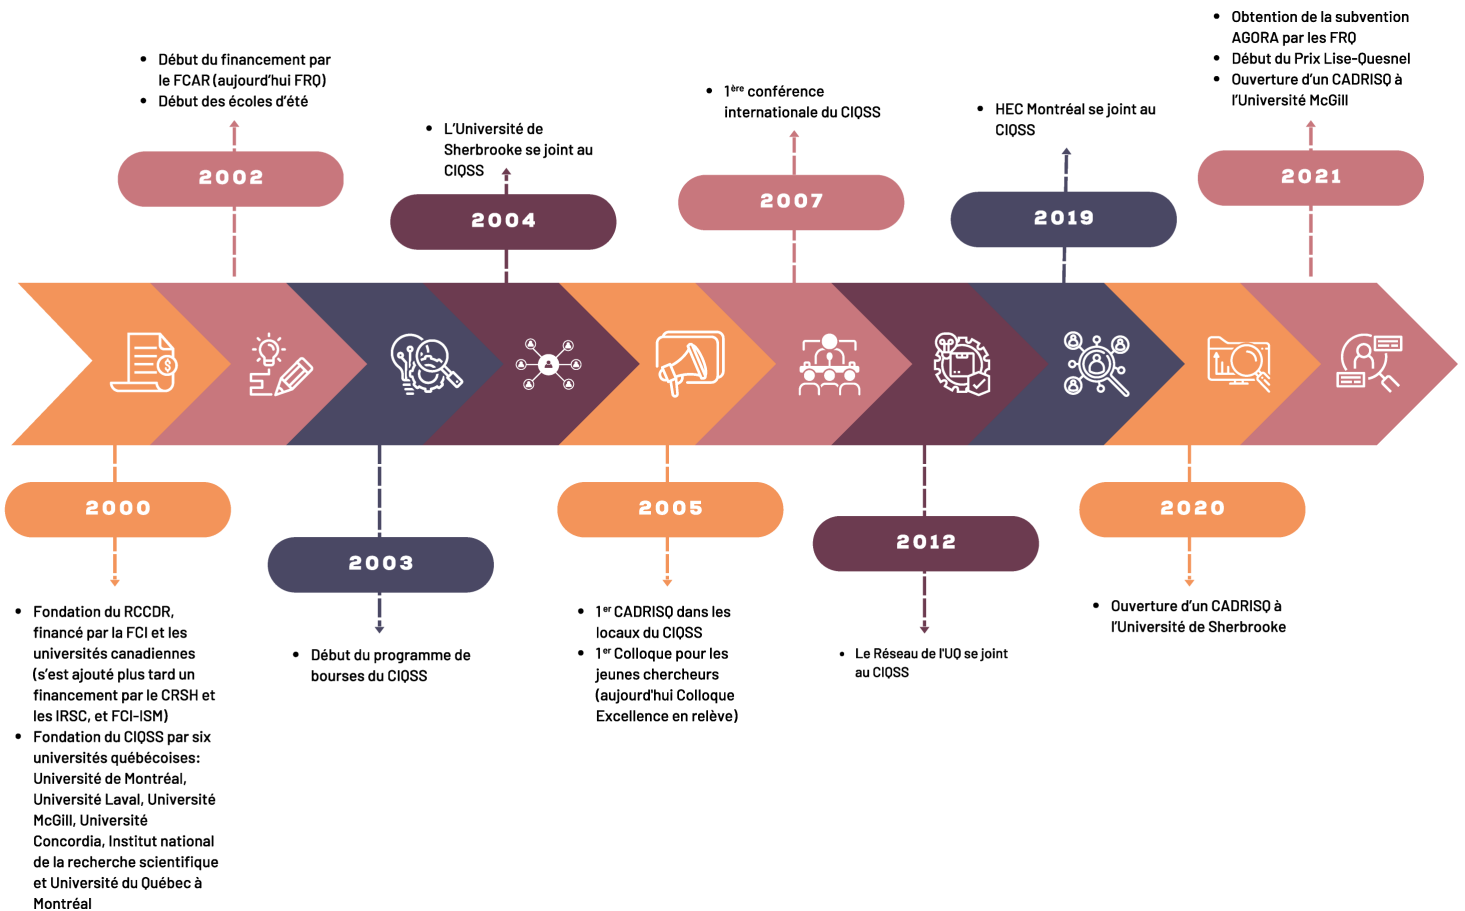 • Début du financement par
le FCAR (aujourd'hui FRQ)
• Début des écoles d'été
2002
• L'Université de
Sherbrooke se joint au
CIQSS
2004
• 1ère conférence
internationale du CIQSS
2007
• HEC Montréal se joint au
CIQSS
2019
• Obtention de la subvention
AGORA par les FRQ
• Début du Prix Lise-Quesnel
• Ouverture d'un CADRISQ à
l'Université McGill
2021
$
2000
• Fondation du RCCDR,
financé par la FCI et les
universités canadiennes
(s'est ajouté plus tard un
financement par le CRSH et
les IRSC, et FCI-ISM)
• Fondation du CIQSS par six
universités québécoises:
Université de Montréal,
Université Laval, Université
McGill, Université
Concordia, Institut national
de la recherche scientifique
et Université du Québec à
Montréal
2003
• Début du programme de
bourses du CIQSS
2005
• 1er CADRISQ dans les
locaux du CIQSS
• 1er Colloque pour les
jeunes chercheurs
(aujourd'hui Colloque
Excellence en relève)
2012
• Le Réseau de l'UQ se joint
au CIQSS
2020
• Ouverture d'un CADRISQ à
l'Université de Sherbrooke